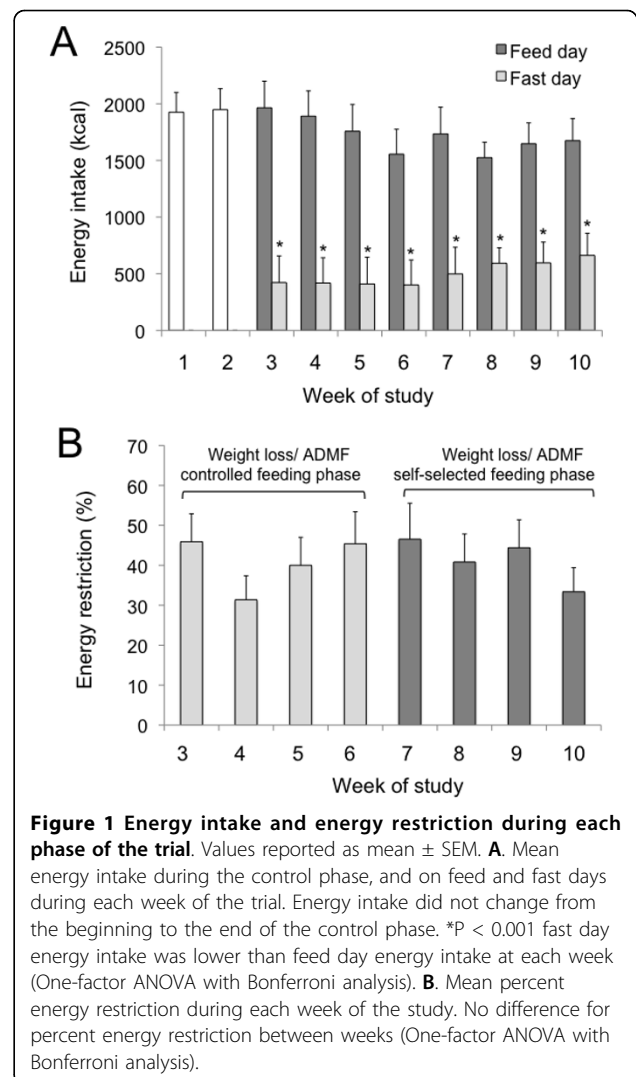 A
2500
2000
1500
1000
500
0
Energy intake (kcal)
Feed day
Fast day
* * * * * * * *
1 2 3 4 5 6 7 8 9 10
Week of study
B
70
60
50
40
30
20
10
0
Energy restriction (%)
Weight loss/ ADMF
controlled feeding phase
Weight loss/ ADMF
self-selected feeding phase
3 4 5 6 7 8 9 10
Week of study
Figure 1 Energy intake and energy restriction during each
phase of the trial. Values reported as mean ± SEM. A. Mean
energy intake during the control phase, and on feed and fast days
during each week of the trial. Energy intake did not change from
the beginning to the end of the control phase. *P < 0.001 fast day
energy intake was lower than feed day energy intake at each week
(One-factor ANOVA with Bonferroni analysis). B. Mean percent
energy restriction during each week of the study. No difference for
percent energy restriction between weeks (One-factor ANOVA with
Bonferroni analysis).